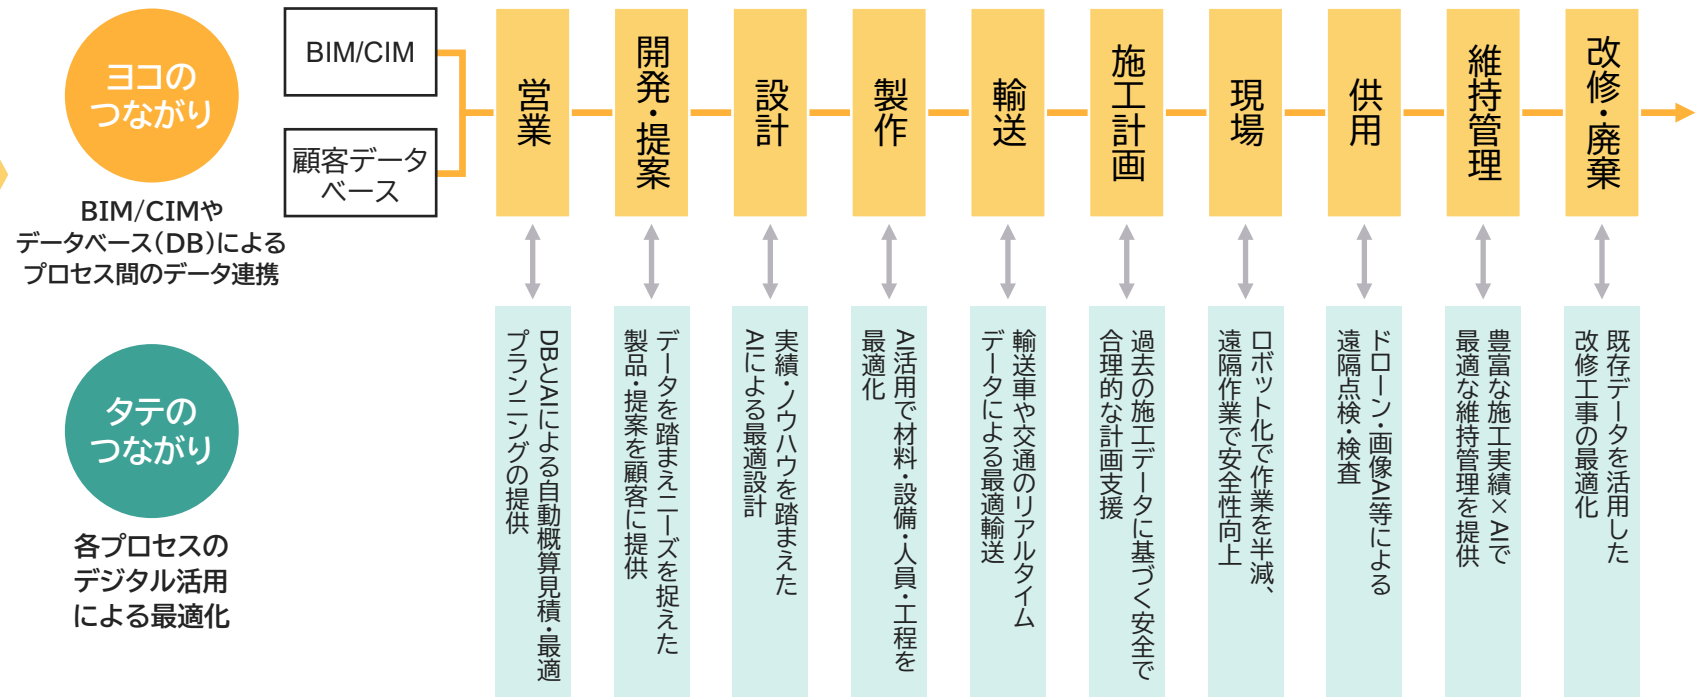 ヨコの
つながり
BIM/CIMや
データベース(DB)による
プロセス間のデータ連携
BIM/CIM
顧客データ
ベース
営業
開発・提案
設計
製作
輸送
施工計画
現場
供用
維持管理
改修・廃棄
タテの
つながり
各プロセスの
デジタル活用
による最適化
DBとAIによる自動概算見積・最適
プランニングの提供
データを踏まえニーズを捉えた
製品・提案を顧客に提供
実績・ノウハウを踏まえた
AIによる最適設計
AI活用で材料・設備・人員・工程を
最適化
輸送車や交通のリアルタイム
データによる最適輸送
過去の施工データに基づく安全で
合理的な計画支援
ロボット化で作業を半減、
遠隔作業で安全性向上
ドローン・画像AI等による
遠隔点検・検査
豊富な施工実績×AIで
最適な維持管理を提供
既存データを活用した
改修工事の最適化